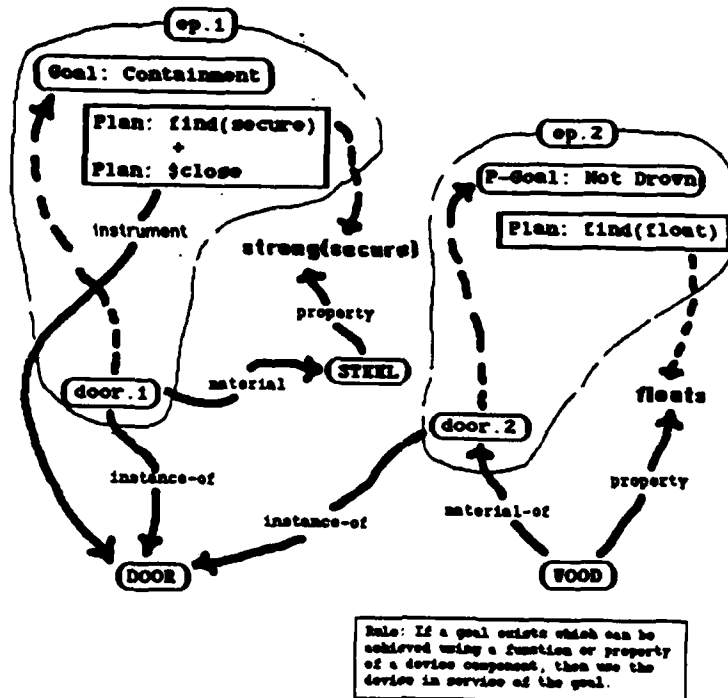 ep.1
Goal: Containment
Plan: find(secure)
+
Plan: $close
instrument
strong(secure)
property
STEEL
material
door.1
instance-of
DOOR
ep.2
P-Goal: Not Drown
Plan: find(float)
floats
door.2
property
material-of
instance-of
WOOD
Rule: If a goal exists which can be
achieved using a function or property
of a device component, then use the
device in service of the goal.